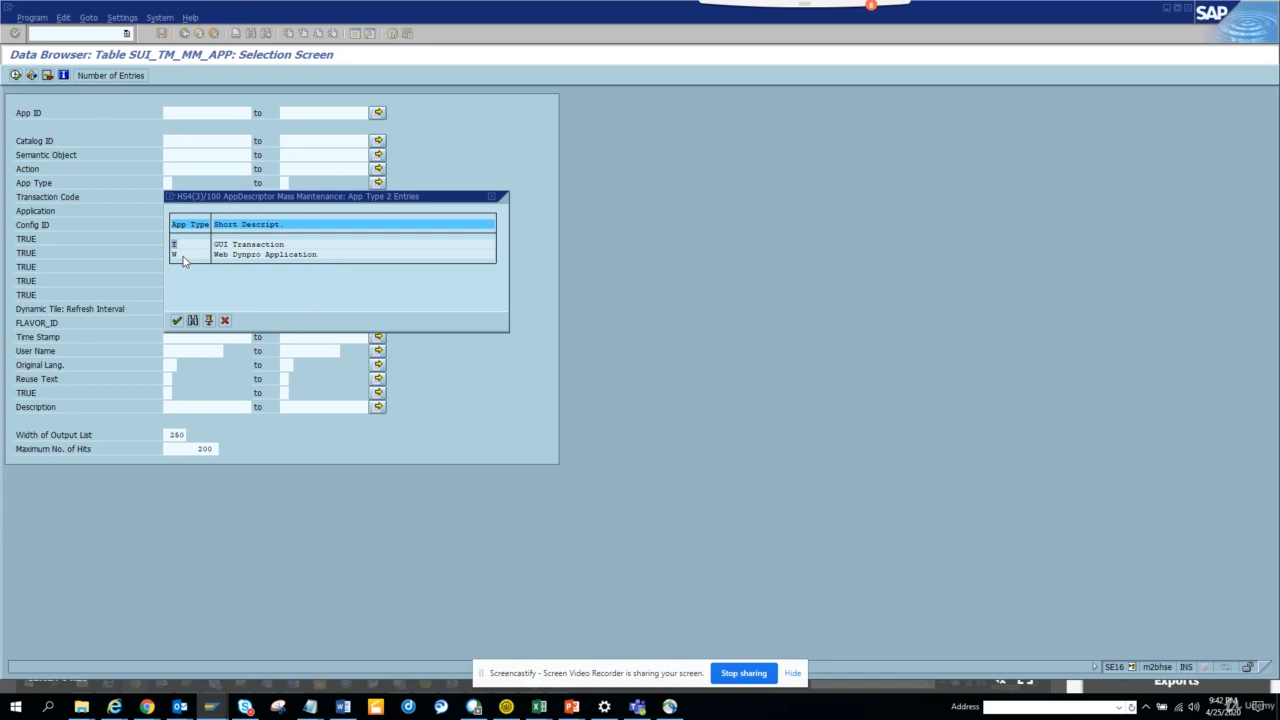 Program Edit Goto Settings System Help
8
SAP
Data Browser: Table SUI_TM_MM_APP: Selection Screen
Number of Entries
App ID to
Catalog ID to
Semantic Object to
Action to
App Type to
Transaction Code
Application
Config ID
TRUE
TRUE
TRUE
TRUE
TRUE
Dynamic Tile: Refresh Interval
FLAVOR_ID
HS4(3)/100 AppDescriptor Mass Maintenance: App Type 2 Entries
App Type Short Descript.
T GUI Transaction
W Web Dynpro Application
Time Stamp to
User Name to
Original Lang. to
Reuse Text to
TRUE to
Description to
Width of Output List 250
Maximum No. of Hits 200
SE16 m2bhse INS
Screencastify - Screen Video Recorder is sharing your screen. Stop sharing Hide
Exports
Address
9:42 PM
4/25/2020
Udemy